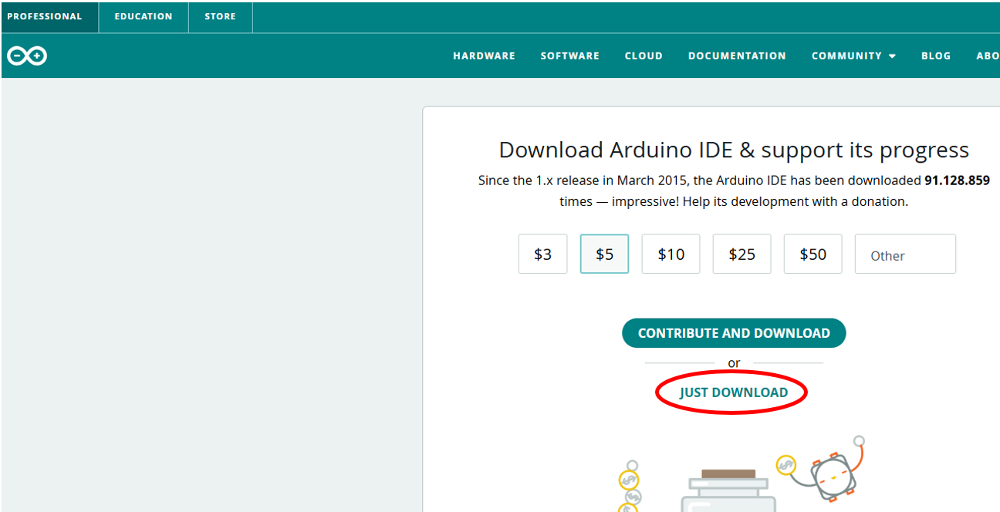 PROFESSIONAL EDUCATION STORE
HARDWARE SOFTWARE CLOUD DOCUMENTATION COMMUNITY BLOG ABO
Download Arduino IDE & support its progress
Since the 1.x release in March 2015, the Arduino IDE has been downloaded 91.128.859
times — impressive! Help its development with a donation.
$3 $5 $10 $25 $50 Other
CONTRIBUTE AND DOWNLOAD
or
JUST DOWNLOAD